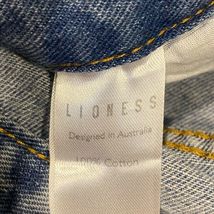 LIONESS
Designed in Australia
100% Cotton